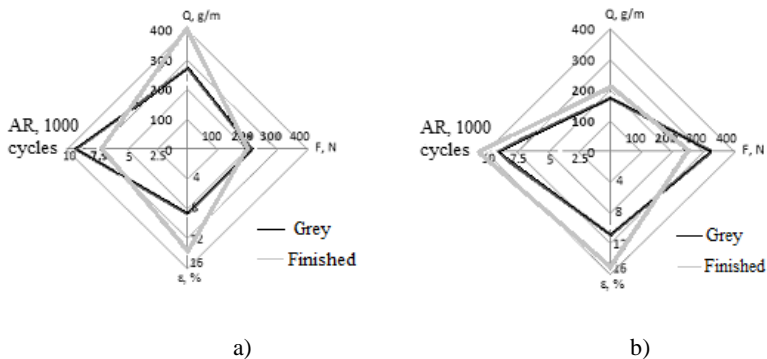 Q, g/m
400
300
200
100
0
AR, 1000
cycles
10 7.5 5 2.5
100 200 300 400
F, N
4
8
12
16
ε, %
Grey
Finished
a)
Q, g/m
400
300
200
100
0
AR, 1000
cycles
10 7.5 5 2.5
100 200 300 400
F, N
4
8
12
16
ε, %
Grey
Finished
b)